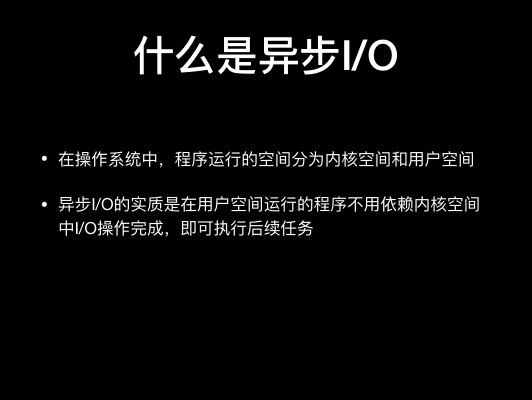 什么是异步I/O
• 在操作系统中，程序运行的空间分为内核空间和用户空间
• 异步I/O的实质是在用户空间运行的程序不用依赖内核空间
中I/O操作完成，即可执行后续任务